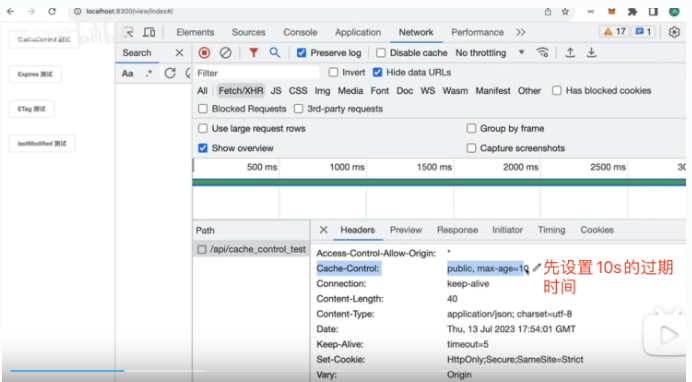 localhost:8300/view/index#/
CacheControl 测试
Expires 测试
ETag 测试
lastModified 测试
Elements Sources Console Application Network Performance 17 1
Search
Preserve log Disable cache No throttling
Aa .*
Filter Invert Hide data URLs
All Fetch/XHR JS CSS Img Media Font Doc WS Wasm Manifest Other Has blocked cookies
Blocked Requests 3rd-party requests
Use large request rows Group by frame
Show overview Capture screenshots
500 ms 1000 ms 1500 ms 2000 ms 2500 ms
Path Headers Preview Response Initiator Timing Cookies
/api/cache_control_test
Access-Control-Allow-Origin: *
Cache-Control: public, max-age=10
先设置10s的过期
时间
Connection: keep-alive
Content-Length: 40
Content-Type: application/json; charset=utf-8
Date: Thu, 13 Jul 2023 17:54:01 GMT
Keep-Alive: timeout=5
Set-Cookie: HttpOnly;Secure;SameSite=Strict
Vary: Origin